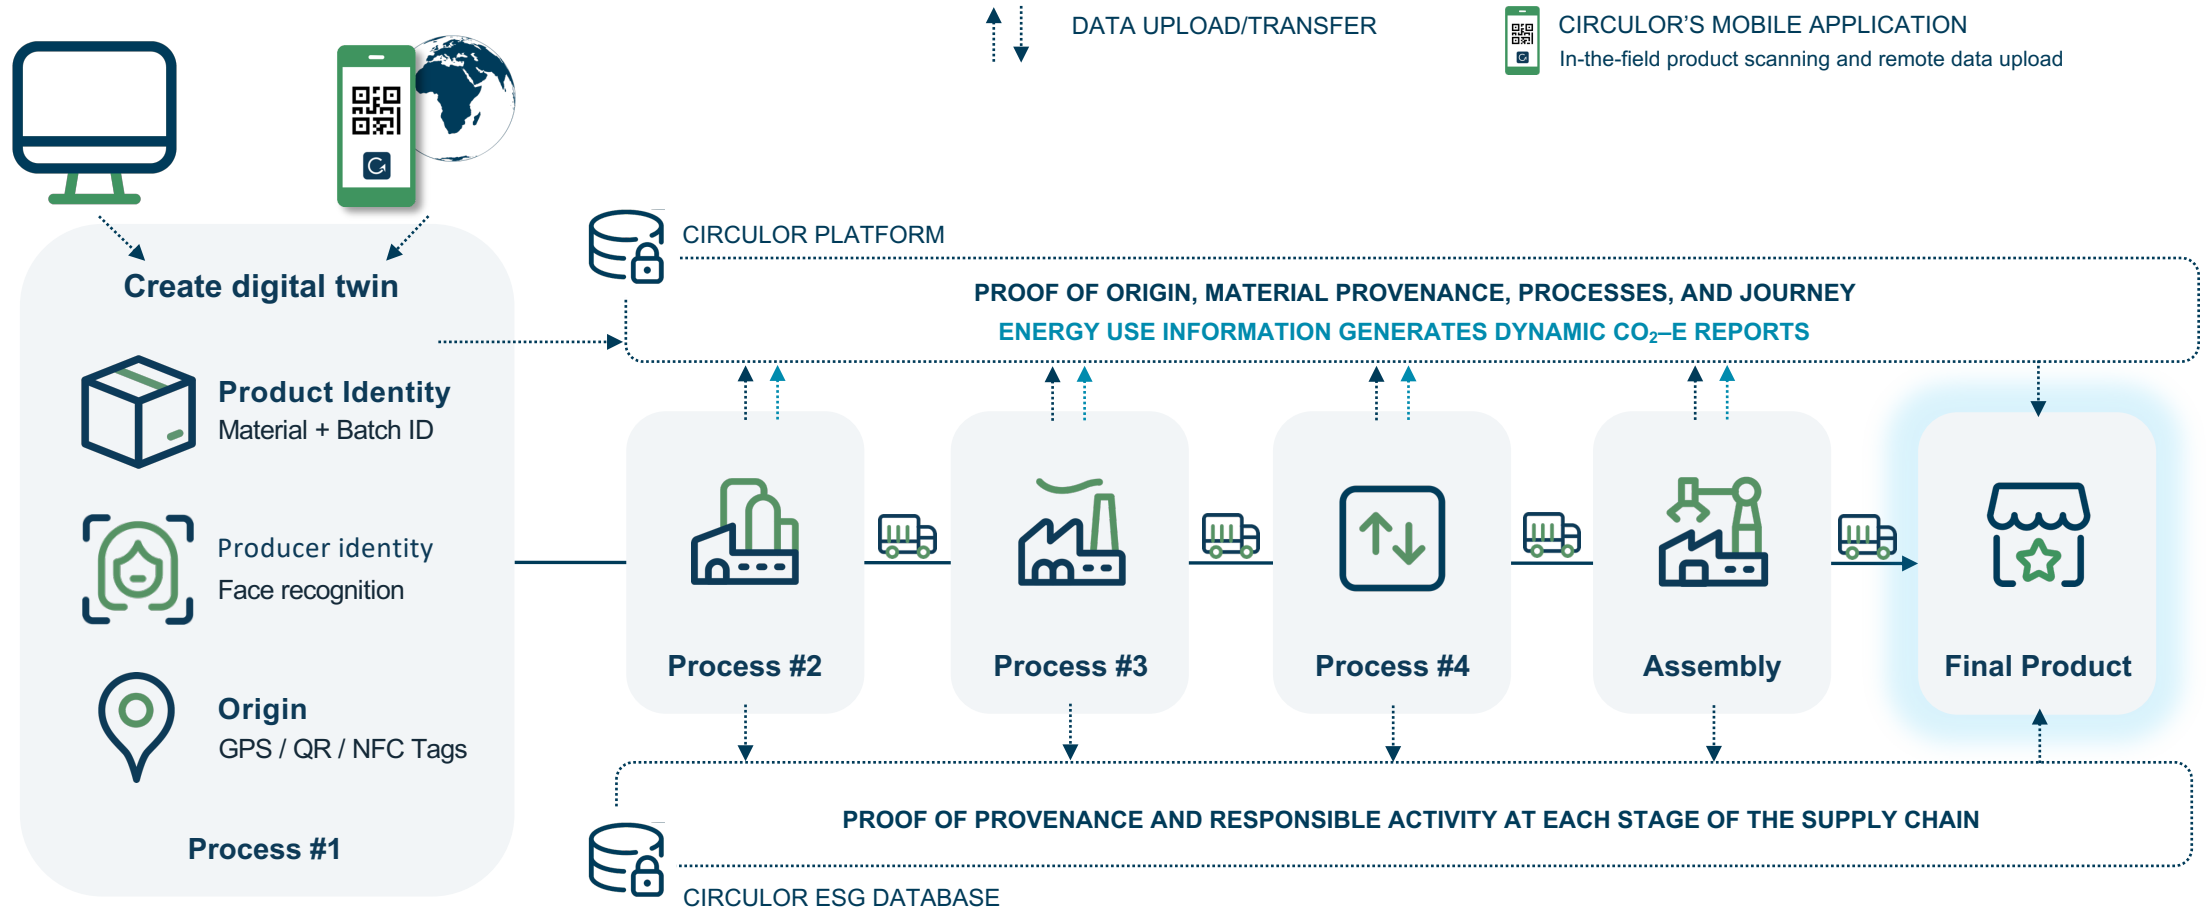 DATA UPLOAD/TRANSFER
CIRCULOR’S MOBILE APPLICATION
In-the-field product scanning and remote data upload
Create digital twin
Product Identity
Material + Batch ID
Producer identity
Face recognition
Origin
GPS / QR / NFC Tags
Process #1
CIRCULOR PLATFORM
PROOF OF ORIGIN, MATERIAL PROVENANCE, PROCESSES, AND JOURNEY
ENERGY USE INFORMATION GENERATES DYNAMIC CO₂–E REPORTS
Process #2
Process #3
Process #4
Assembly
Final Product
PROOF OF PROVENANCE AND RESPONSIBLE ACTIVITY AT EACH STAGE OF THE SUPPLY CHAIN
CIRCULOR ESG DATABASE